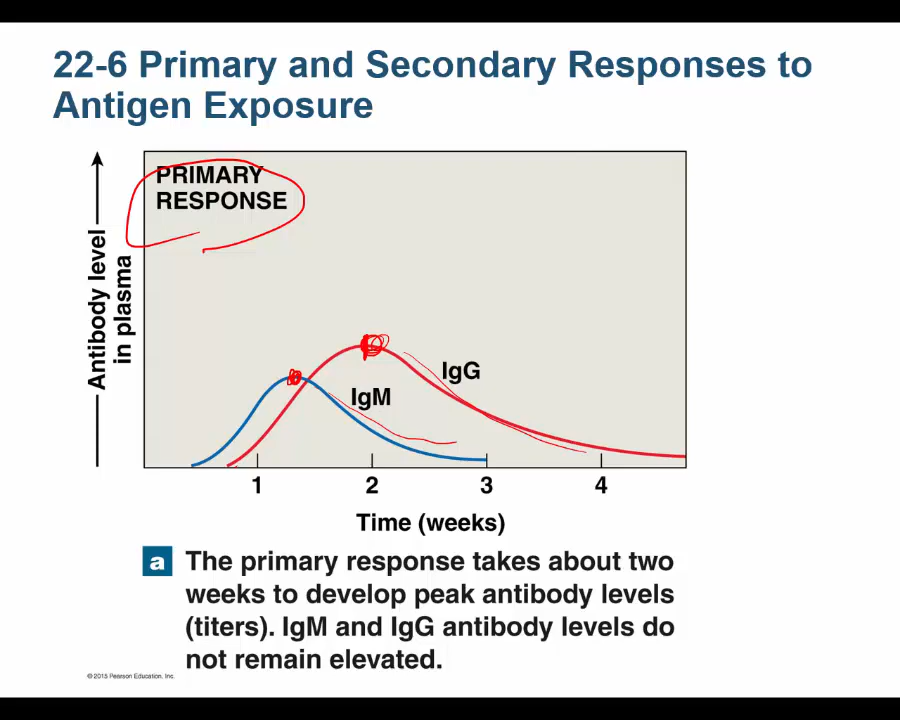 22-6 Primary and Secondary Responses to
Antigen Exposure
PRIMARY
RESPONSE
Antibody level
in plasma
IgG
IgM
1 2 3 4
Time (weeks)
a The primary response takes about two
weeks to develop peak antibody levels
(titers). IgM and IgG antibody levels do
not remain elevated.
© 2015 Pearson Education, Inc.